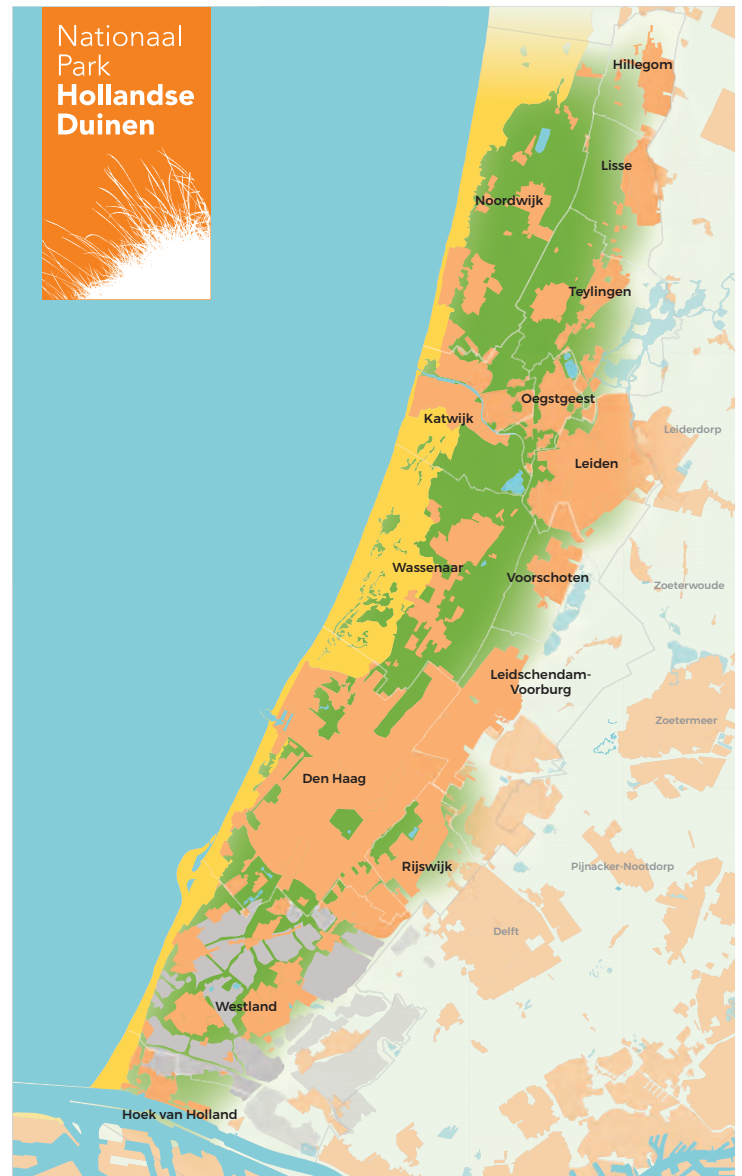 Nationaal
Park
Hollandse
Duinen
Hillegom
Lisse
Noordwijk
Teylingen
Oegstgeest
Katwijk
Leiderdorp
Leiden
Wassenaar
Voorschoten
Zoeterwoude
Leidschendam-
Voorburg
Zoetermeer
Den Haag
Rijswijk
Pijnacker-Nootdorp
Delft
Westland
Hoek van Holland